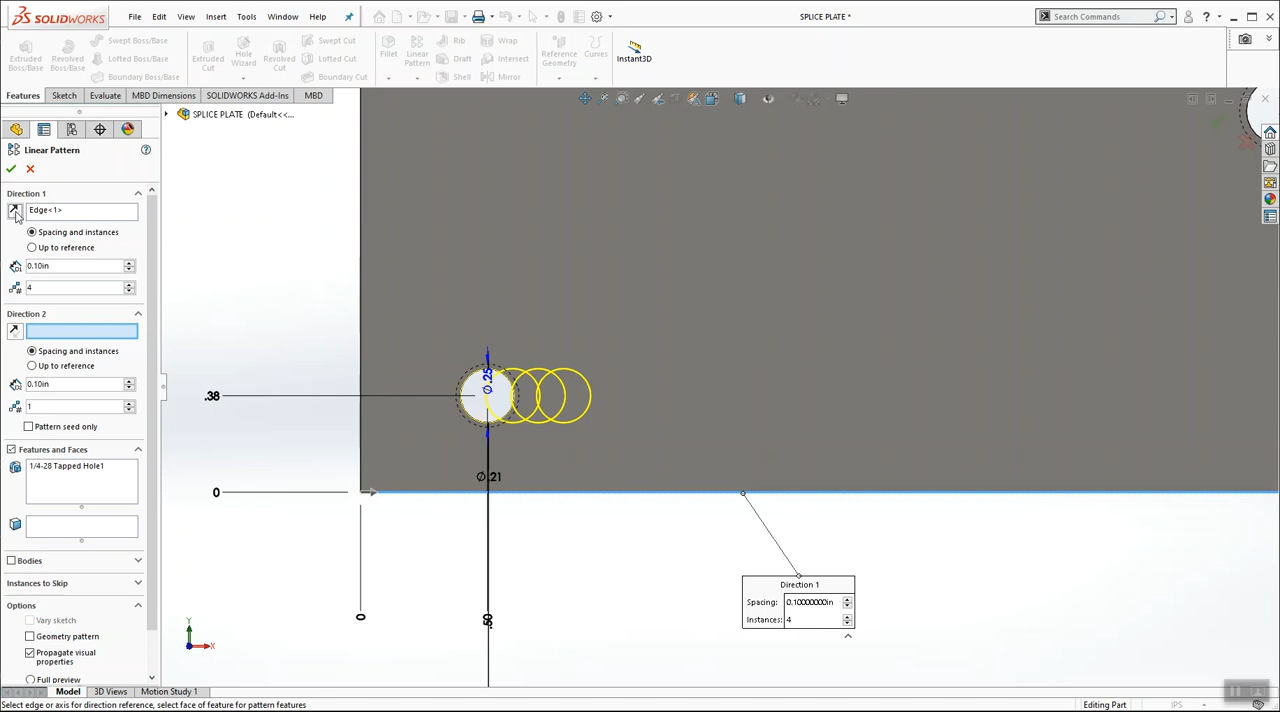 SOLIDWORKS
File Edit View Insert Tools Window Help
SPLICE PLATE *
Search Commands
?
Extruded Boss/Base
Revolved Boss/Base
Swept Boss/Base
Lofted Boss/Base
Boundary Boss/Base
Extruded Cut
Hole Wizard
Revolved Cut
Swept Cut
Lofted Cut
Boundary Cut
Fillet
Linear Pattern
Rib
Draft
Shell
Wrap
Intersect
Mirror
Reference Geometry
Curves
Instant3D
Features Sketch Evaluate MBD Dimensions SOLIDWORKS Add-Ins MBD
SPLICE PLATE (Default<<...
Linear Pattern
Direction 1
Edge<1>
Spacing and instances
Up to reference
0.10in
4
Direction 2
Spacing and instances
Up to reference
0.10in
1
Pattern seed only
Features and Faces
1/4-28 Tapped Hole1
Bodies
Instances to Skip
Options
Vary sketch
Geometry pattern
Propagate visual
properties
Full preview
Ø.25
.38
Ø.21
0
0
.50
Y
X
Direction 1
Spacing: 0.10000000in
Instances: 4
Model 3D Views Motion Study 1
Select edge or axis for direction reference, select face of feature for pattern features
Editing Part
IPS